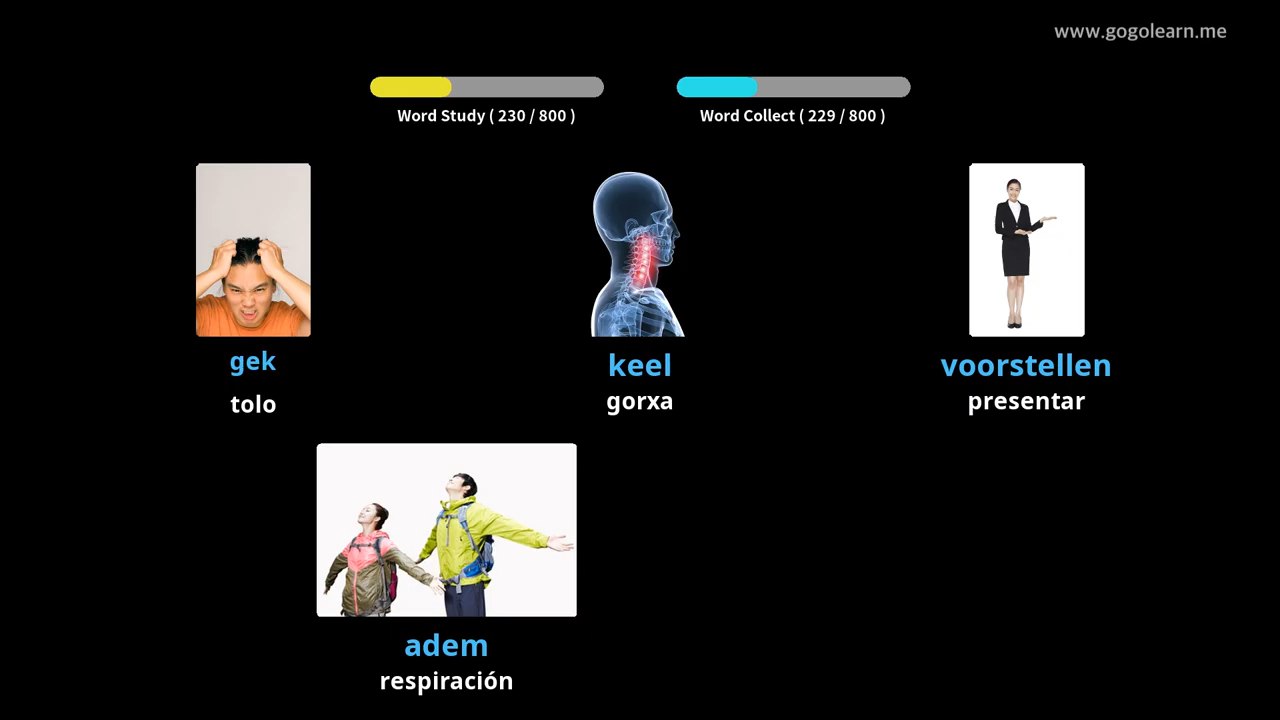 www.gogolearn.me
Word Study ( 230 / 800 )
Word Collect ( 229 / 800 )
gek
tolo
keel
gorxa
voorstellen
presentar
adem
respiración